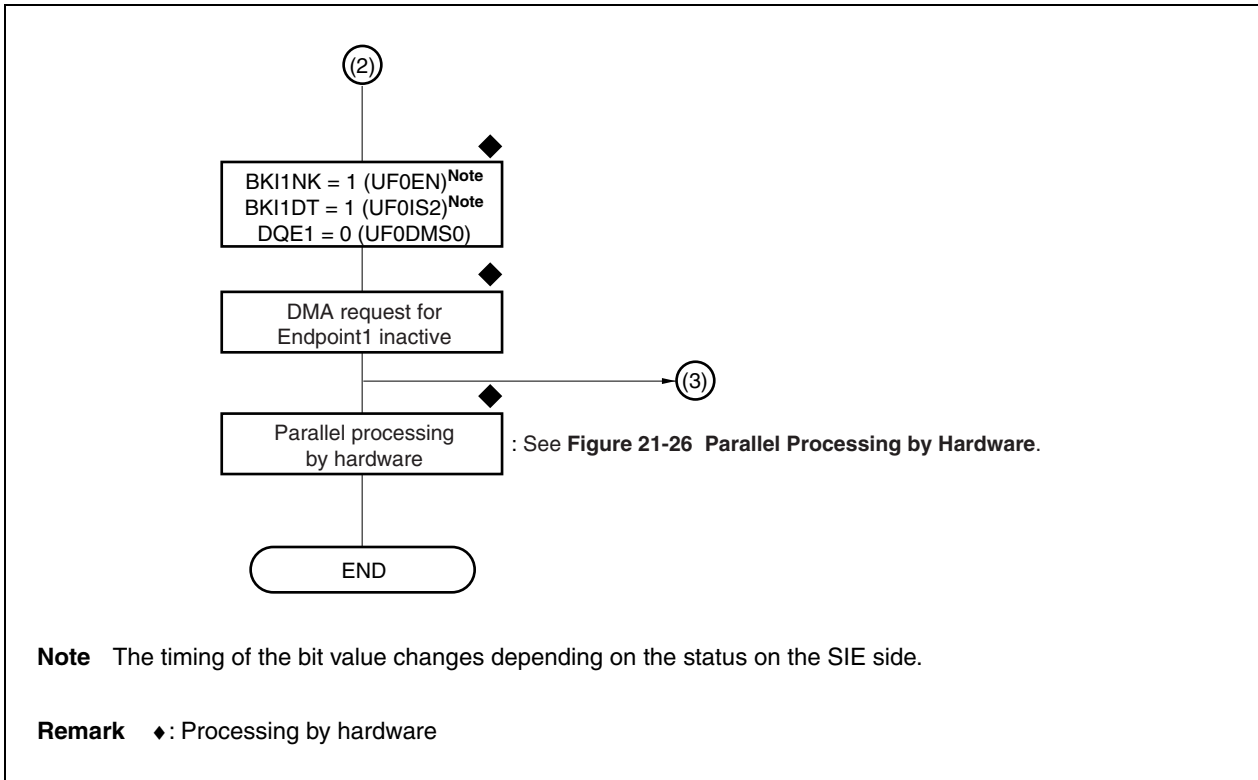 (2)
BKI1NK = 1 (UF0EN)Note
BKI1DT = 1 (UF0IS2)Note
DQE1 = 0 (UF0DMS0)
DMA request for
Endpoint1 inactive
(3)
Parallel processing
by hardware
: See Figure 21-26 Parallel Processing by Hardware.
END
Note The timing of the bit value changes depending on the status on the SIE side.
Remark ♦: Processing by hardware